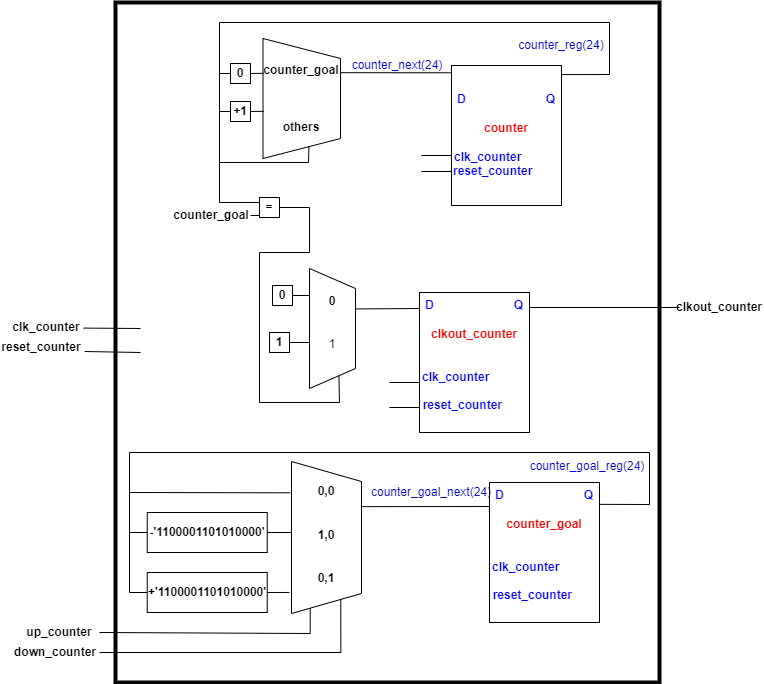 counter_reg(24)
counter_next(24)
0
counter_goal
D
Q
+1
others
counter
clk_counter
reset_counter
=
counter_goal
0
0
D
Q
clkout_counter
clkout_counter
clk_counter
reset_counter
1
1
clk_counter
reset_counter
counter_goal_reg(24)
0,0
counter_goal_next(24)
D
Q
-'1100001101010000'
1,0
counter_goal
clk_counter
+'1100001101010000'
0,1
reset_counter
up_counter
down_counter